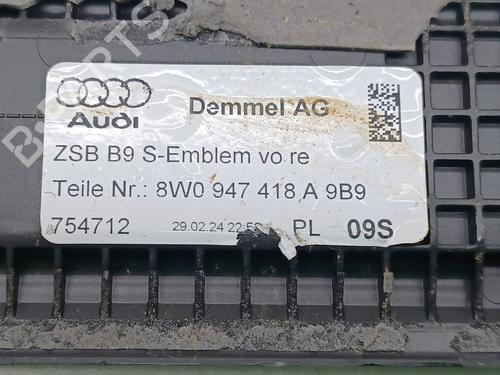 Audi
Demmel AG
ZSB B9 S-Emblem vo re
Teile Nr.: 8W0 947 418 A 9B9
754712 29.02.24 PL 09S